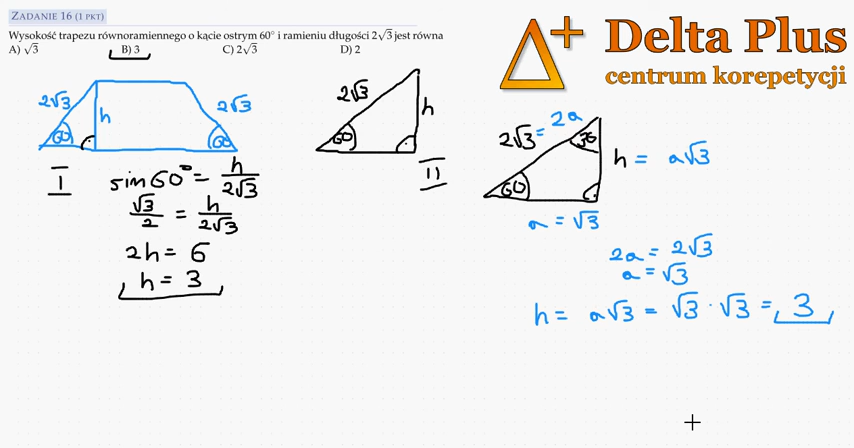 ZADANIE 16 (1 PKT)
Wysokość trapezu równoramiennego o kącie ostrym 60° i ramieniu długości 2√3 jest równa
A) √3 B) 3 C) 2√3 D) 2
Delta Plus
centrum korepetycji
2√3 h 2√3
60 60
2√3 h
60
2√3 = 2a
30
60
h = a√3
a = √3
I
sin60° = h/2√3
√3/2 = h/2√3
2h = 6
h = 3
II
2a = 2√3
a = √3
h = a√3 = √3 · √3 = 3